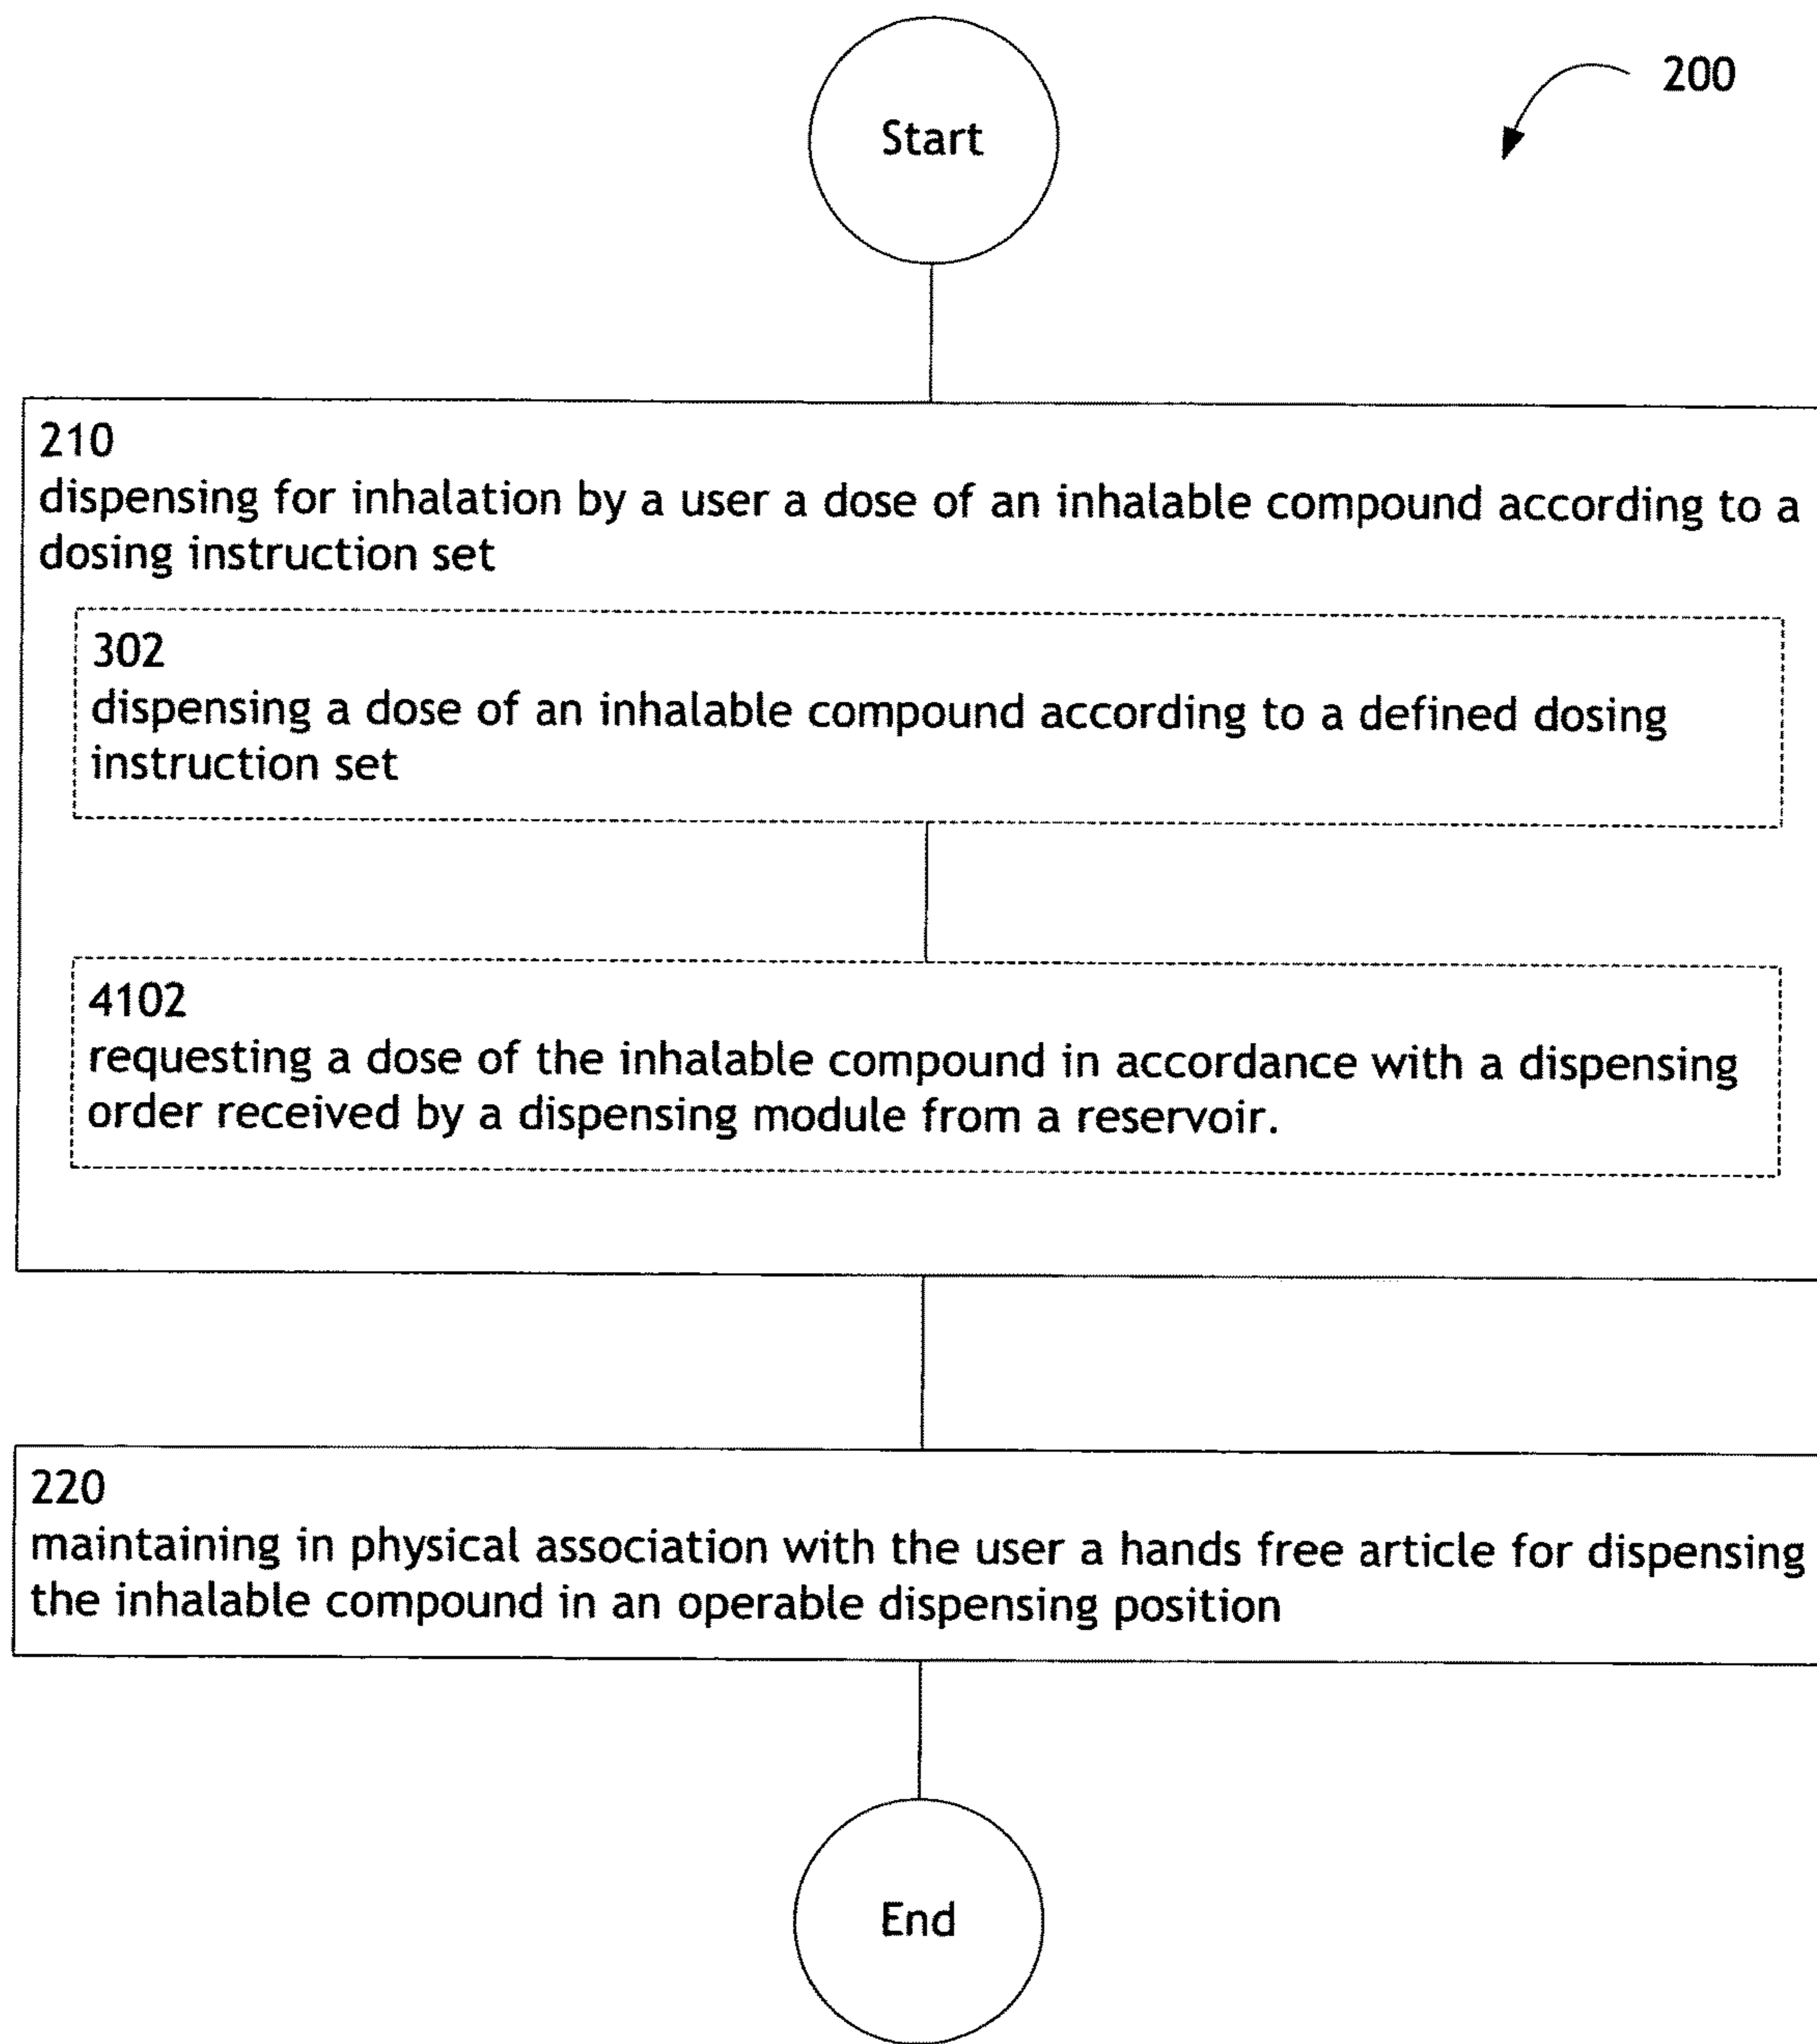 Start
200
210
dispensing for inhalation by a user a dose of an inhalable compound according to a
dosing instruction set
302
dispensing a dose of an inhalable compound according to a defined dosing
instruction set
4102
requesting a dose of the inhalable compound in accordance with a dispensing
order received by a dispensing module from a reservoir.
220
maintaining in physical association with the user a hands free article for dispensing
the inhalable compound in an operable dispensing position
End